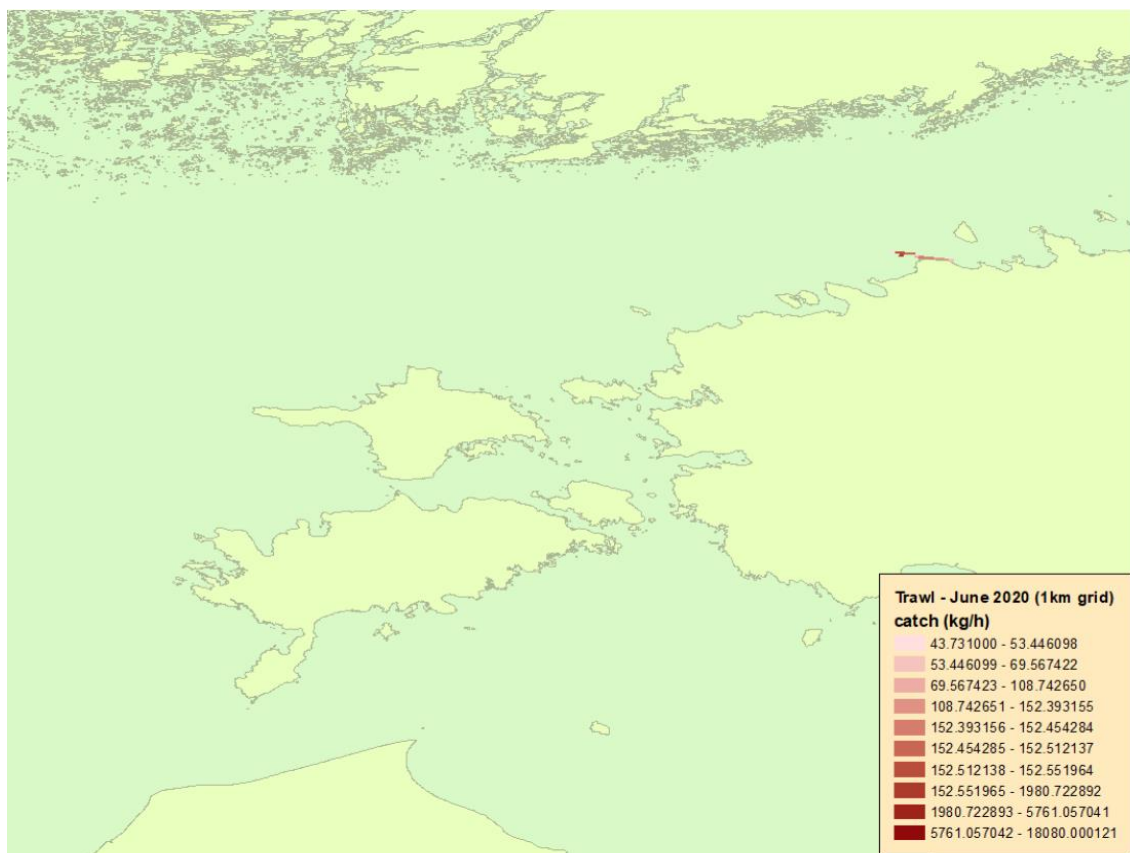 Trawl - June 2020 (1km grid)
catch (kg/h)
43.731000 - 53.446098
53.446099 - 69.567422
69.567423 - 108.742650
108.742651 - 152.393155
152.393156 - 152.454284
152.454285 - 152.512137
152.512138 - 152.551964
152.551965 - 1980.722892
1980.722893 - 5761.057041
5761.057042 - 18080.000121